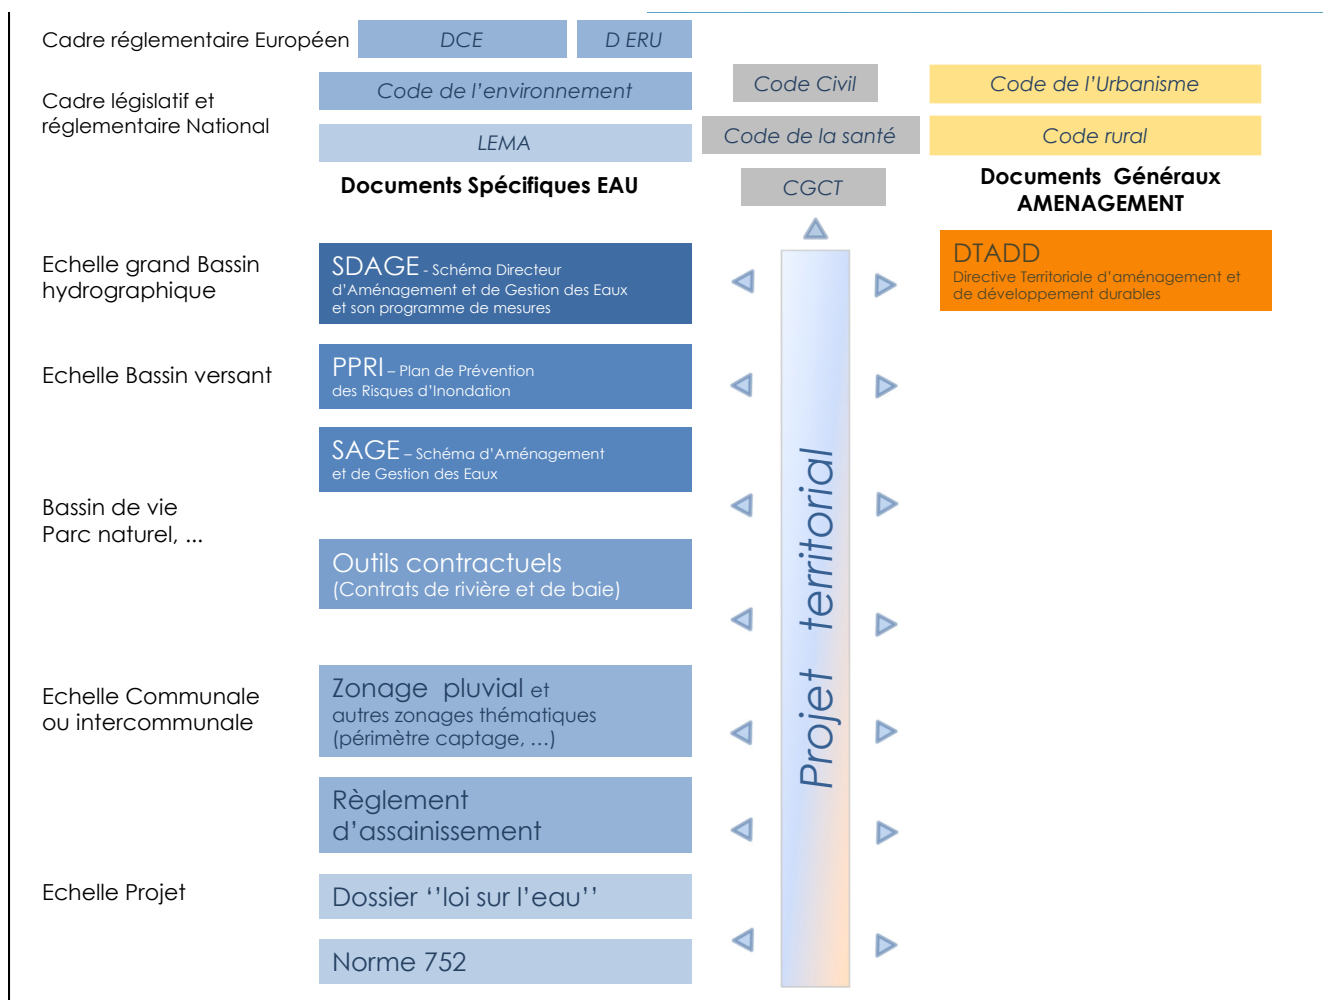 Cadre réglementaire Européen
DCE
D ERU
Cadre législatif et
réglementaire National
Code de l’environnement
LEMA
Code Civil
Code de la santé
CGCT
Code de l’Urbanisme
Code rural
Documents Spécifiques EAU
Documents Généraux
AMENAGEMENT
Echelle grand Bassin
hydrographique
SDAGE - Schéma Directeur
d’Aménagement et de Gestion des Eaux
et son programme de mesures
DTADD
Directive Territoriale d’aménagement et
de développement durables
Echelle Bassin versant
PPRI – Plan de Prévention
des Risques d’Inondation
SAGE – Schéma d’Aménagement
et de Gestion des Eaux
Bassin de vie
Parc naturel, ...
Outils contractuels
(Contrats de rivière et de baie)
Projet territorial
Echelle Communale
ou intercommunale
Zonage pluvial et
autres zonages thématiques
(périmètre captage, …)
Règlement
d’assainissement
Echelle Projet
Dossier ‘’loi sur l’eau’’
Norme 752